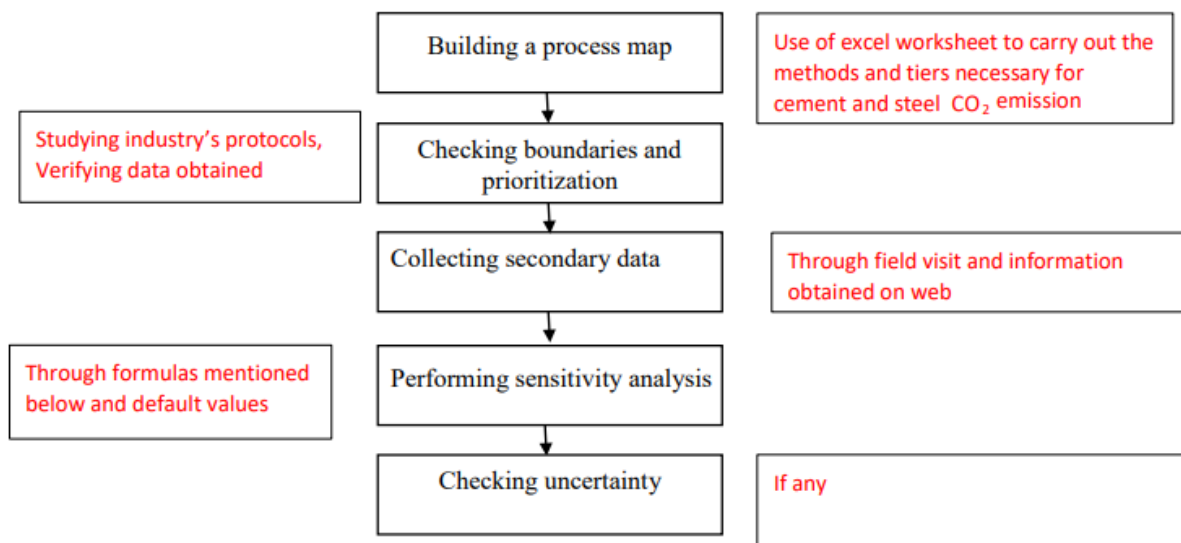 Building a process map
Use of excel worksheet to carry out the
methods and tiers necessary for
cement and steel CO₂ emission
Studying industry’s protocols,
Verifying data obtained
Checking boundaries and
prioritization
Collecting secondary data
Through field visit and information
obtained on web
Through formulas mentioned
below and default values
Performing sensitivity analysis
Checking uncertainty
If any